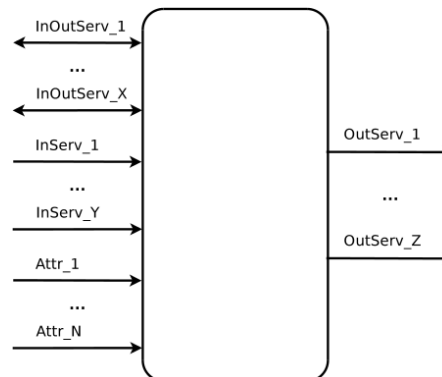 InOutServ_1
...
InOutServ_X
InServ_1
...
InServ_Y
Attr_1
...
Attr_N
OutServ_1
...
OutServ_Z